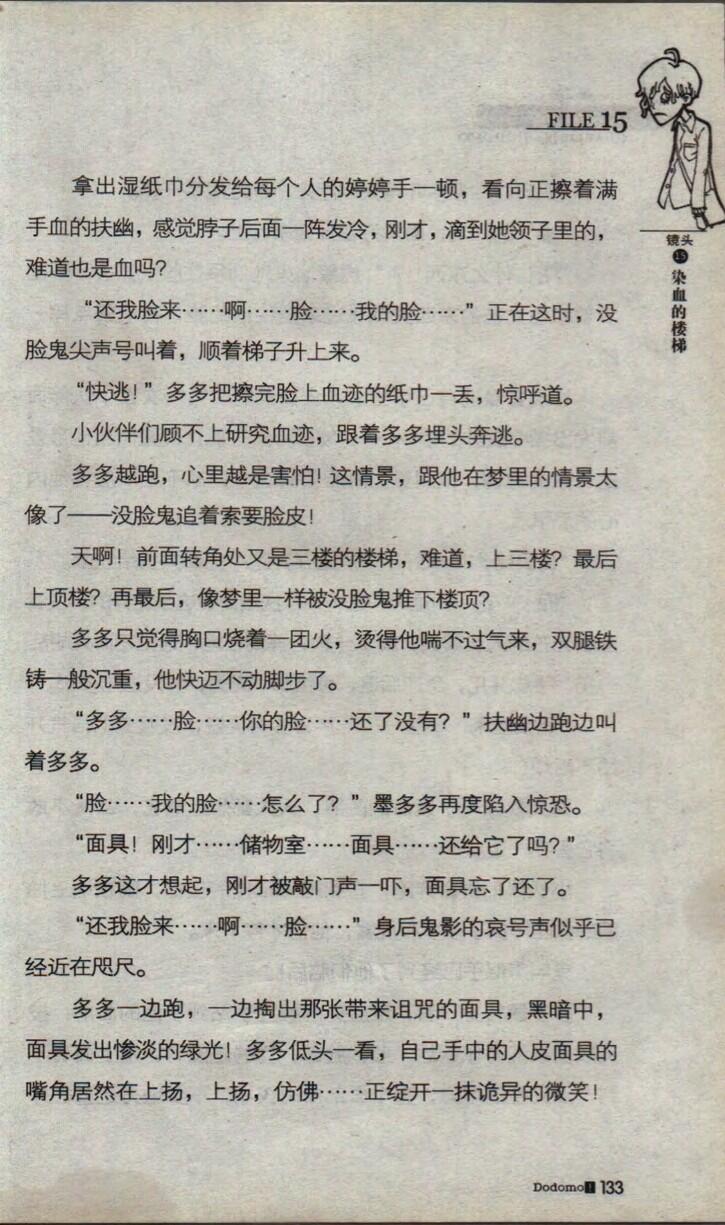 FILE 15
镜头
15
染血的楼梯
拿出湿纸巾分发给每个人的婷婷手一顿，看向正擦着满
手血的扶幽，感觉脖子后面一阵发冷，刚才，滴到她领子里的，
难道也是血吗？
“还我脸来……啊……脸……我的脸……”正在这时，没
脸鬼尖声号叫着，顺着梯子升上来。
“快逃！”多多把擦完脸上血迹的纸巾一丢，惊呼道。
小伙伴们顾不上研究血迹，跟着多多埋头奔逃。
多多越跑，心里越是害怕！这情景，跟他在梦里的情景太
像了——没脸鬼追着索要脸皮！
天啊！前面转角处又是三楼的楼梯，难道，上三楼？最后
上顶楼？再最后，像梦里一样被没脸鬼推下楼顶？
多多只觉得胸口烧着一团火，烫得他喘不过气来，双腿铁
铸一般沉重，他快迈不动脚步了。
“多多……脸……你的脸……还了没有？”扶幽边跑边叫
着多多。
“脸……我的脸……怎么了？”墨多多再度陷入惊恐。
“面具！刚才……储物室……面具……还给它了吗？”
多多这才想起，刚才被敲门声一吓，面具忘了还了。
“还我脸来……啊……脸……”身后鬼影的哀号声似乎已
经近在咫尺。
多多一边跑，一边掏出那张带来诅咒的面具，黑暗中，
面具发出惨淡的绿光！多多低头一看，自己手中的人皮面具的
嘴角居然在上扬，上扬，仿佛……正绽开一抹诡异的微笑！
Dodomo! 133